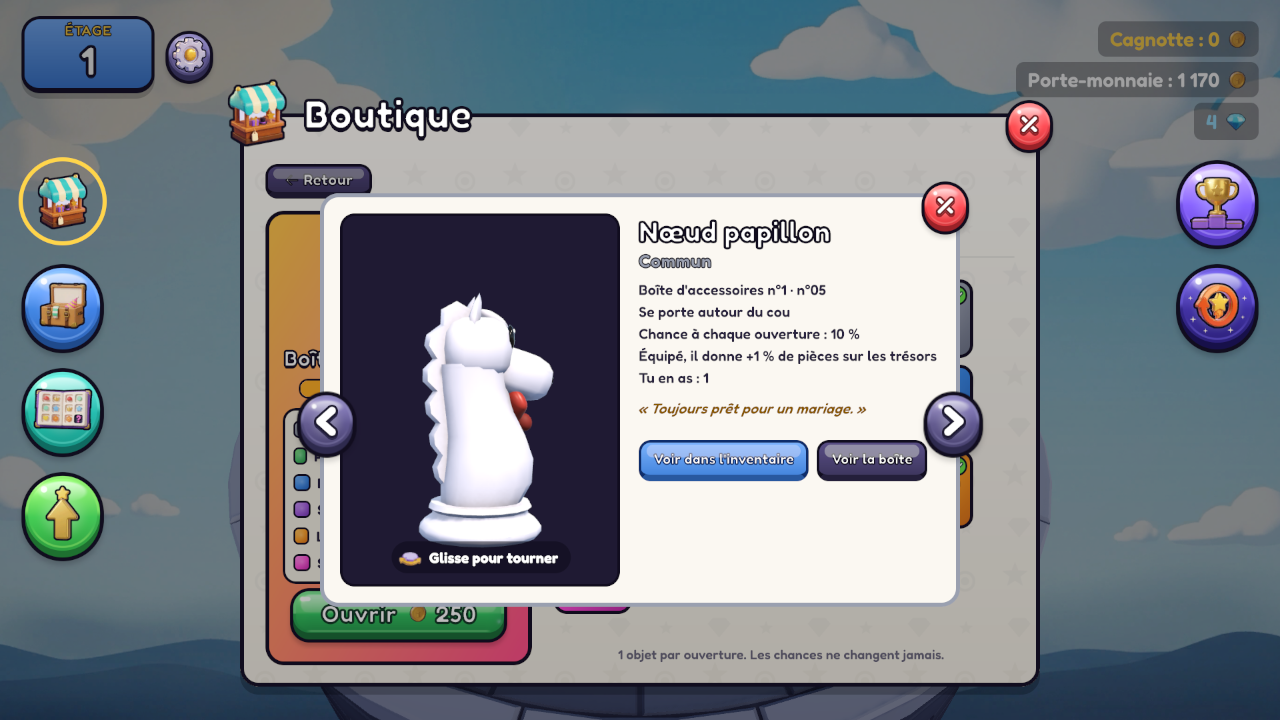 ÉTAGE
1
Cagnotte : 0
Porte-monnaie : 1 170
4
Boutique
← Retour
Nœud papillon
Commun
Boîte d'accessoires n°1 · n°05
Se porte autour du cou
Chance à chaque ouverture : 10 %
Équipé, il donne +1 % de pièces sur les trésors
Tu en as : 1
« Toujours prêt pour un mariage. »
Voir dans l'inventaire
Voir la boîte
Glisse pour tourner
Ouvrir 250
1 objet par ouverture. Les chances ne changent jamais.